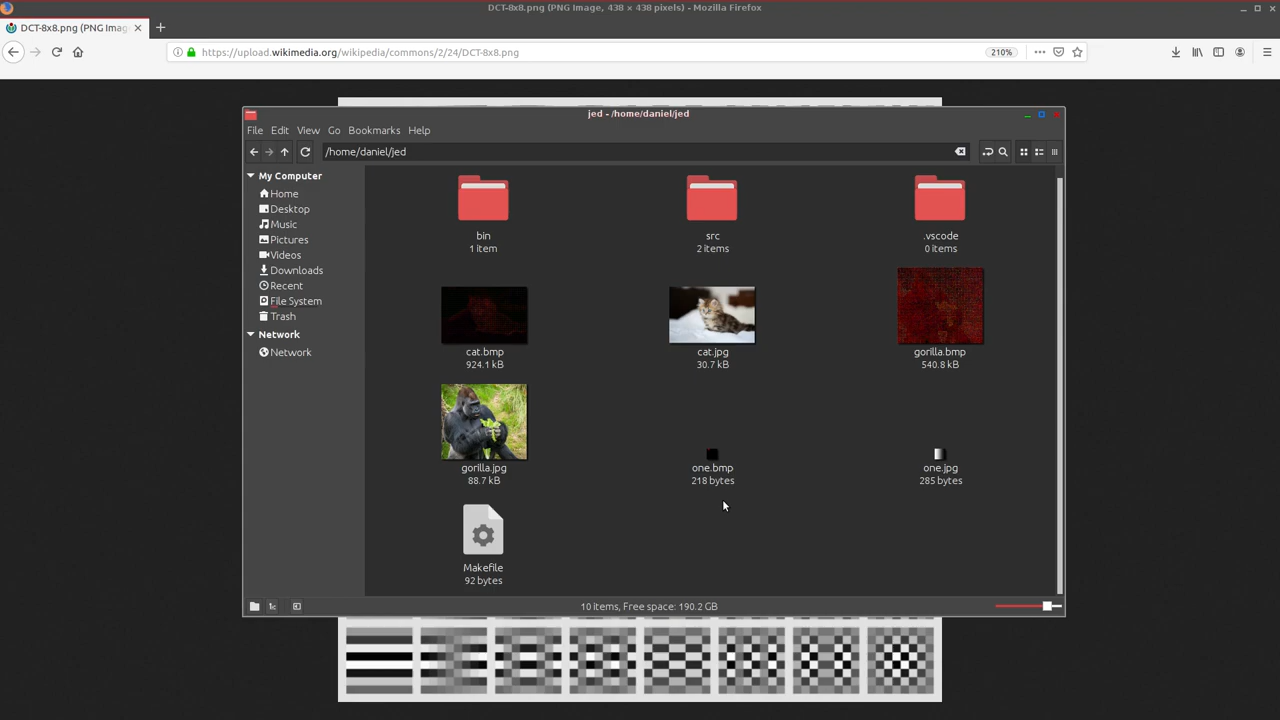 DCT-8x8.png (PNG Image, 438 × 438 pixels) - Mozilla Firefox
DCT-8x8.png (PNG Imag
https://upload.wikimedia.org/wikipedia/commons/2/24/DCT-8x8.png
210%
jed - /home/daniel/jed
File Edit View Go Bookmarks Help
/home/daniel/jed
My Computer
Home
Desktop
Music
Pictures
Videos
Downloads
Recent
File System
Trash
Network
Network
bin
1 item
src
2 items
.vscode
0 items
cat.bmp
924.1 kB
cat.jpg
30.7 kB
gorilla.bmp
540.8 kB
gorilla.jpg
88.7 kB
one.bmp
218 bytes
one.jpg
285 bytes
Makefile
92 bytes
10 items, Free space: 190.2 GB